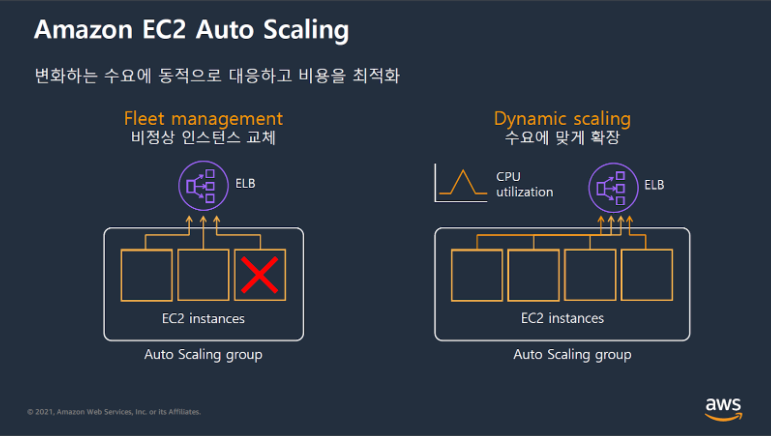 Amazon EC2 Auto Scaling
변화하는 수요에 동적으로 대응하고 비용을 최적화
Fleet management
비정상 인스턴스 교체
ELB
EC2 instances
Auto Scaling group
Dynamic scaling
수요에 맞게 확장
CPU
utilization
ELB
EC2 instances
Auto Scaling group
© 2021, Amazon Web Services, Inc. or its Affiliates.
aws